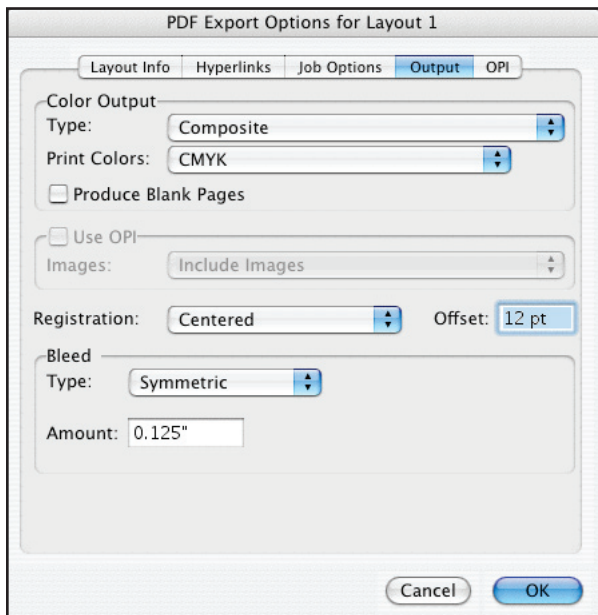 PDF Export Options for Layout 1
Layout Info Hyperlinks Job Options Output OPI
Color Output
Type: Composite
Print Colors: CMYK
Produce Blank Pages
Use OPI
Images: Include Images
Registration: Centered Offset: 12 pt
Bleed
Type: Symmetric
Amount: 0.125"
Cancel OK